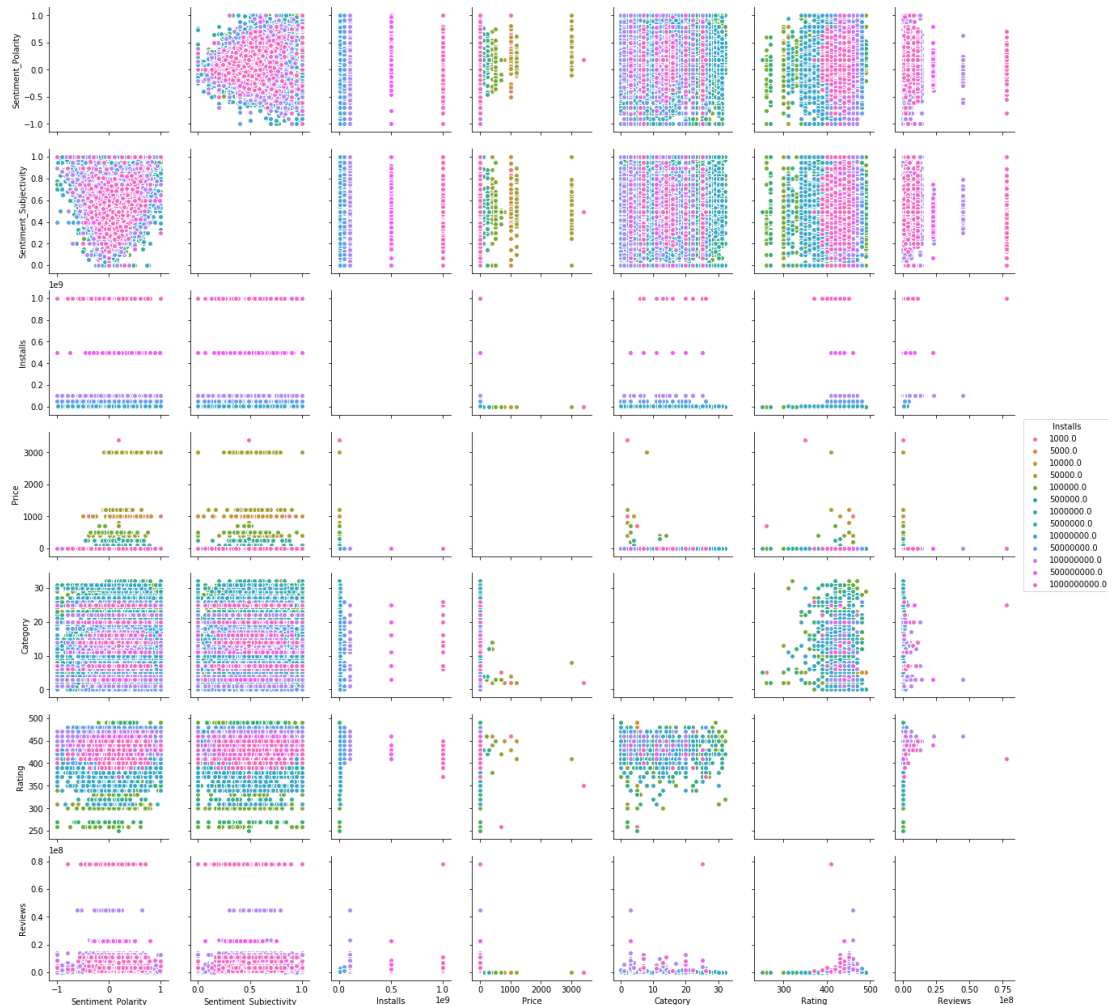 1.0
0.5
0.0
−0.5
−1.0
Sentiment_Polarity
1.0
0.8
0.6
0.4
0.2
0.0
Sentiment_Subjectivity
1e9
1.0
0.8
0.6
0.4
0.2
0.0
Installs
3000
2000
1000
0
Price
Installs
1000.0
5000.0
10000.0
50000.0
100000.0
500000.0
1000000.0
5000000.0
10000000.0
50000000.0
100000000.0
500000000.0
1000000000.0
30
20
10
0
Category
500
450
400
350
300
250
Rating
1e8
0.8
0.6
0.4
0.2
0.0
Reviews
−1 0 1
Sentiment_Polarity
0.0 0.5 1.0
Sentiment_Subjectivity
0.0 0.5 1.0
1e9
Installs
0 1000 2000 3000
Price
0 10 20 30
Category
300 400 500
Rating
0.00 0.25 0.50 0.75
1e8
Reviews